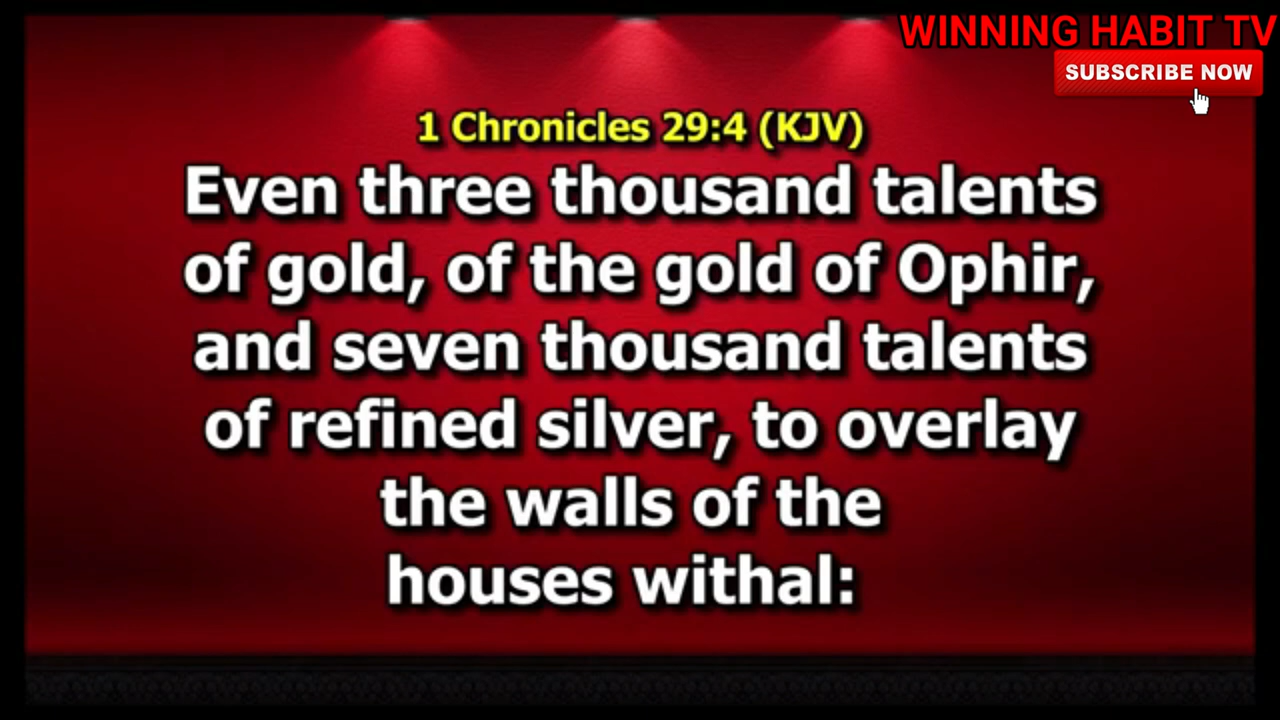 WINNING HABIT TV
SUBSCRIBE NOW
1 Chronicles 29:4 (KJV)
Even three thousand talents
of gold, of the gold of Ophir,
and seven thousand talents
of refined silver, to overlay
the walls of the
houses withal: